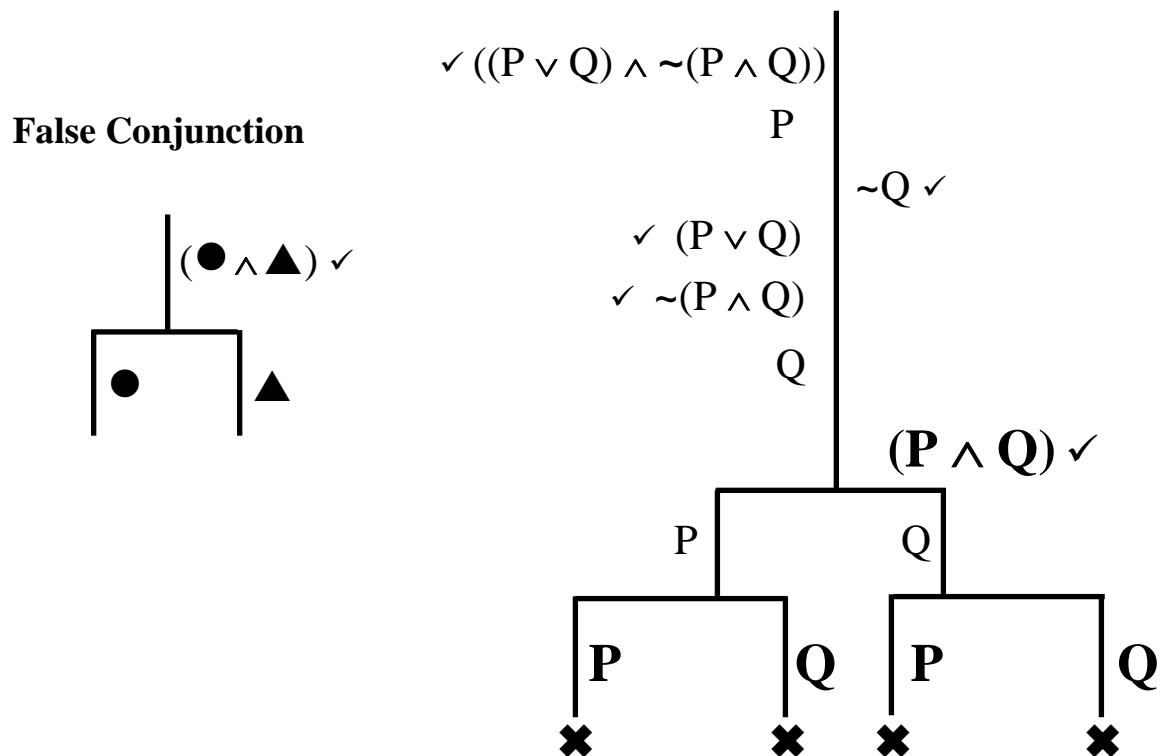 ✓ ((P ∨ Q) ∧ ~(P ∧ Q))
False Conjunction
P
~Q ✓
✓ (P ∨ Q)
(● ∧ ▲) ✓
✓ ~(P ∧ Q)
Q
● ▲
(P ∧ Q) ✓
P Q
P Q P Q
✖ ✖ ✖ ✖